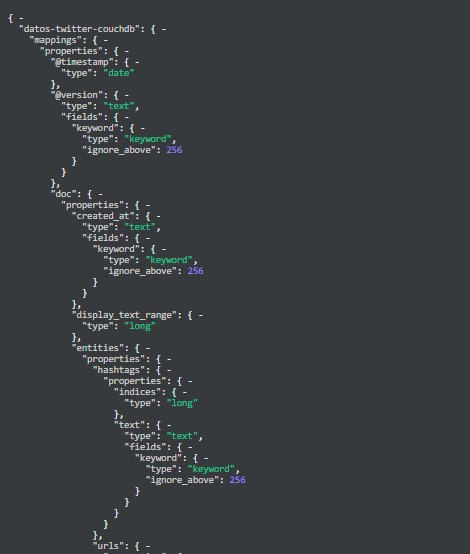 { -
"datos-twitter-couchdb": { -
"mappings": { -
"properties": { -
"@timestamp": { -
"type": "date"
},
"@version": { -
"type": "text",
"fields": { -
"keyword": { -
"type": "keyword",
"ignore_above": 256
}
}
},
"doc": { -
"properties": { -
"created_at": { -
"type": "text",
"fields": { -
"keyword": { -
"type": "keyword",
"ignore_above": 256
}
}
},
"display_text_range": { -
"type": "long"
},
"entities": { -
"properties": { -
"hashtags": { -
"properties": { -
"indices": { -
"type": "long"
},
"text": { -
"type": "text",
"fields": { -
"keyword": { -
"type": "keyword",
"ignore_above": 256
}
}
}
}
},
"urls": { -